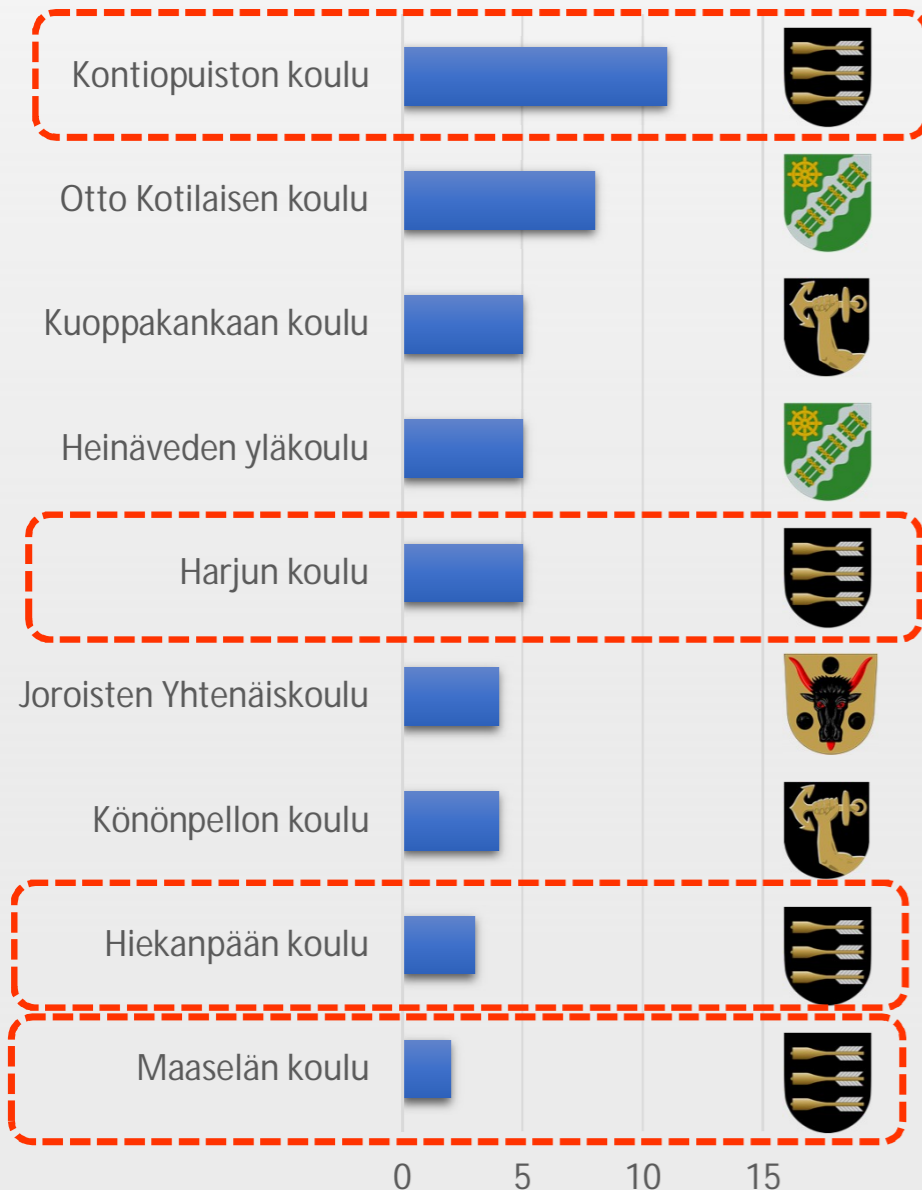 Kontiopuiston koulu
Otto Kotilaisen koulu
Kuoppakankaan koulu
Heinäveden yläkoulu
Harjun koulu
Joroisten Yhtenäiskoulu
Könönpellon koulu
Hiekanpään koulu
Maaselän koulu
0 5 10 15